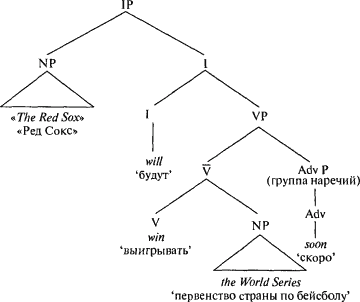 IP
NP I
«The Red Sox»
«Ред Сокс»
I VP
will
'будут'
V̅ Adv P
(группа наречий)
V NP Adv
win
'выигрывать'
soon
'скоро'
the World Series
'первенство страны по бейсболу'